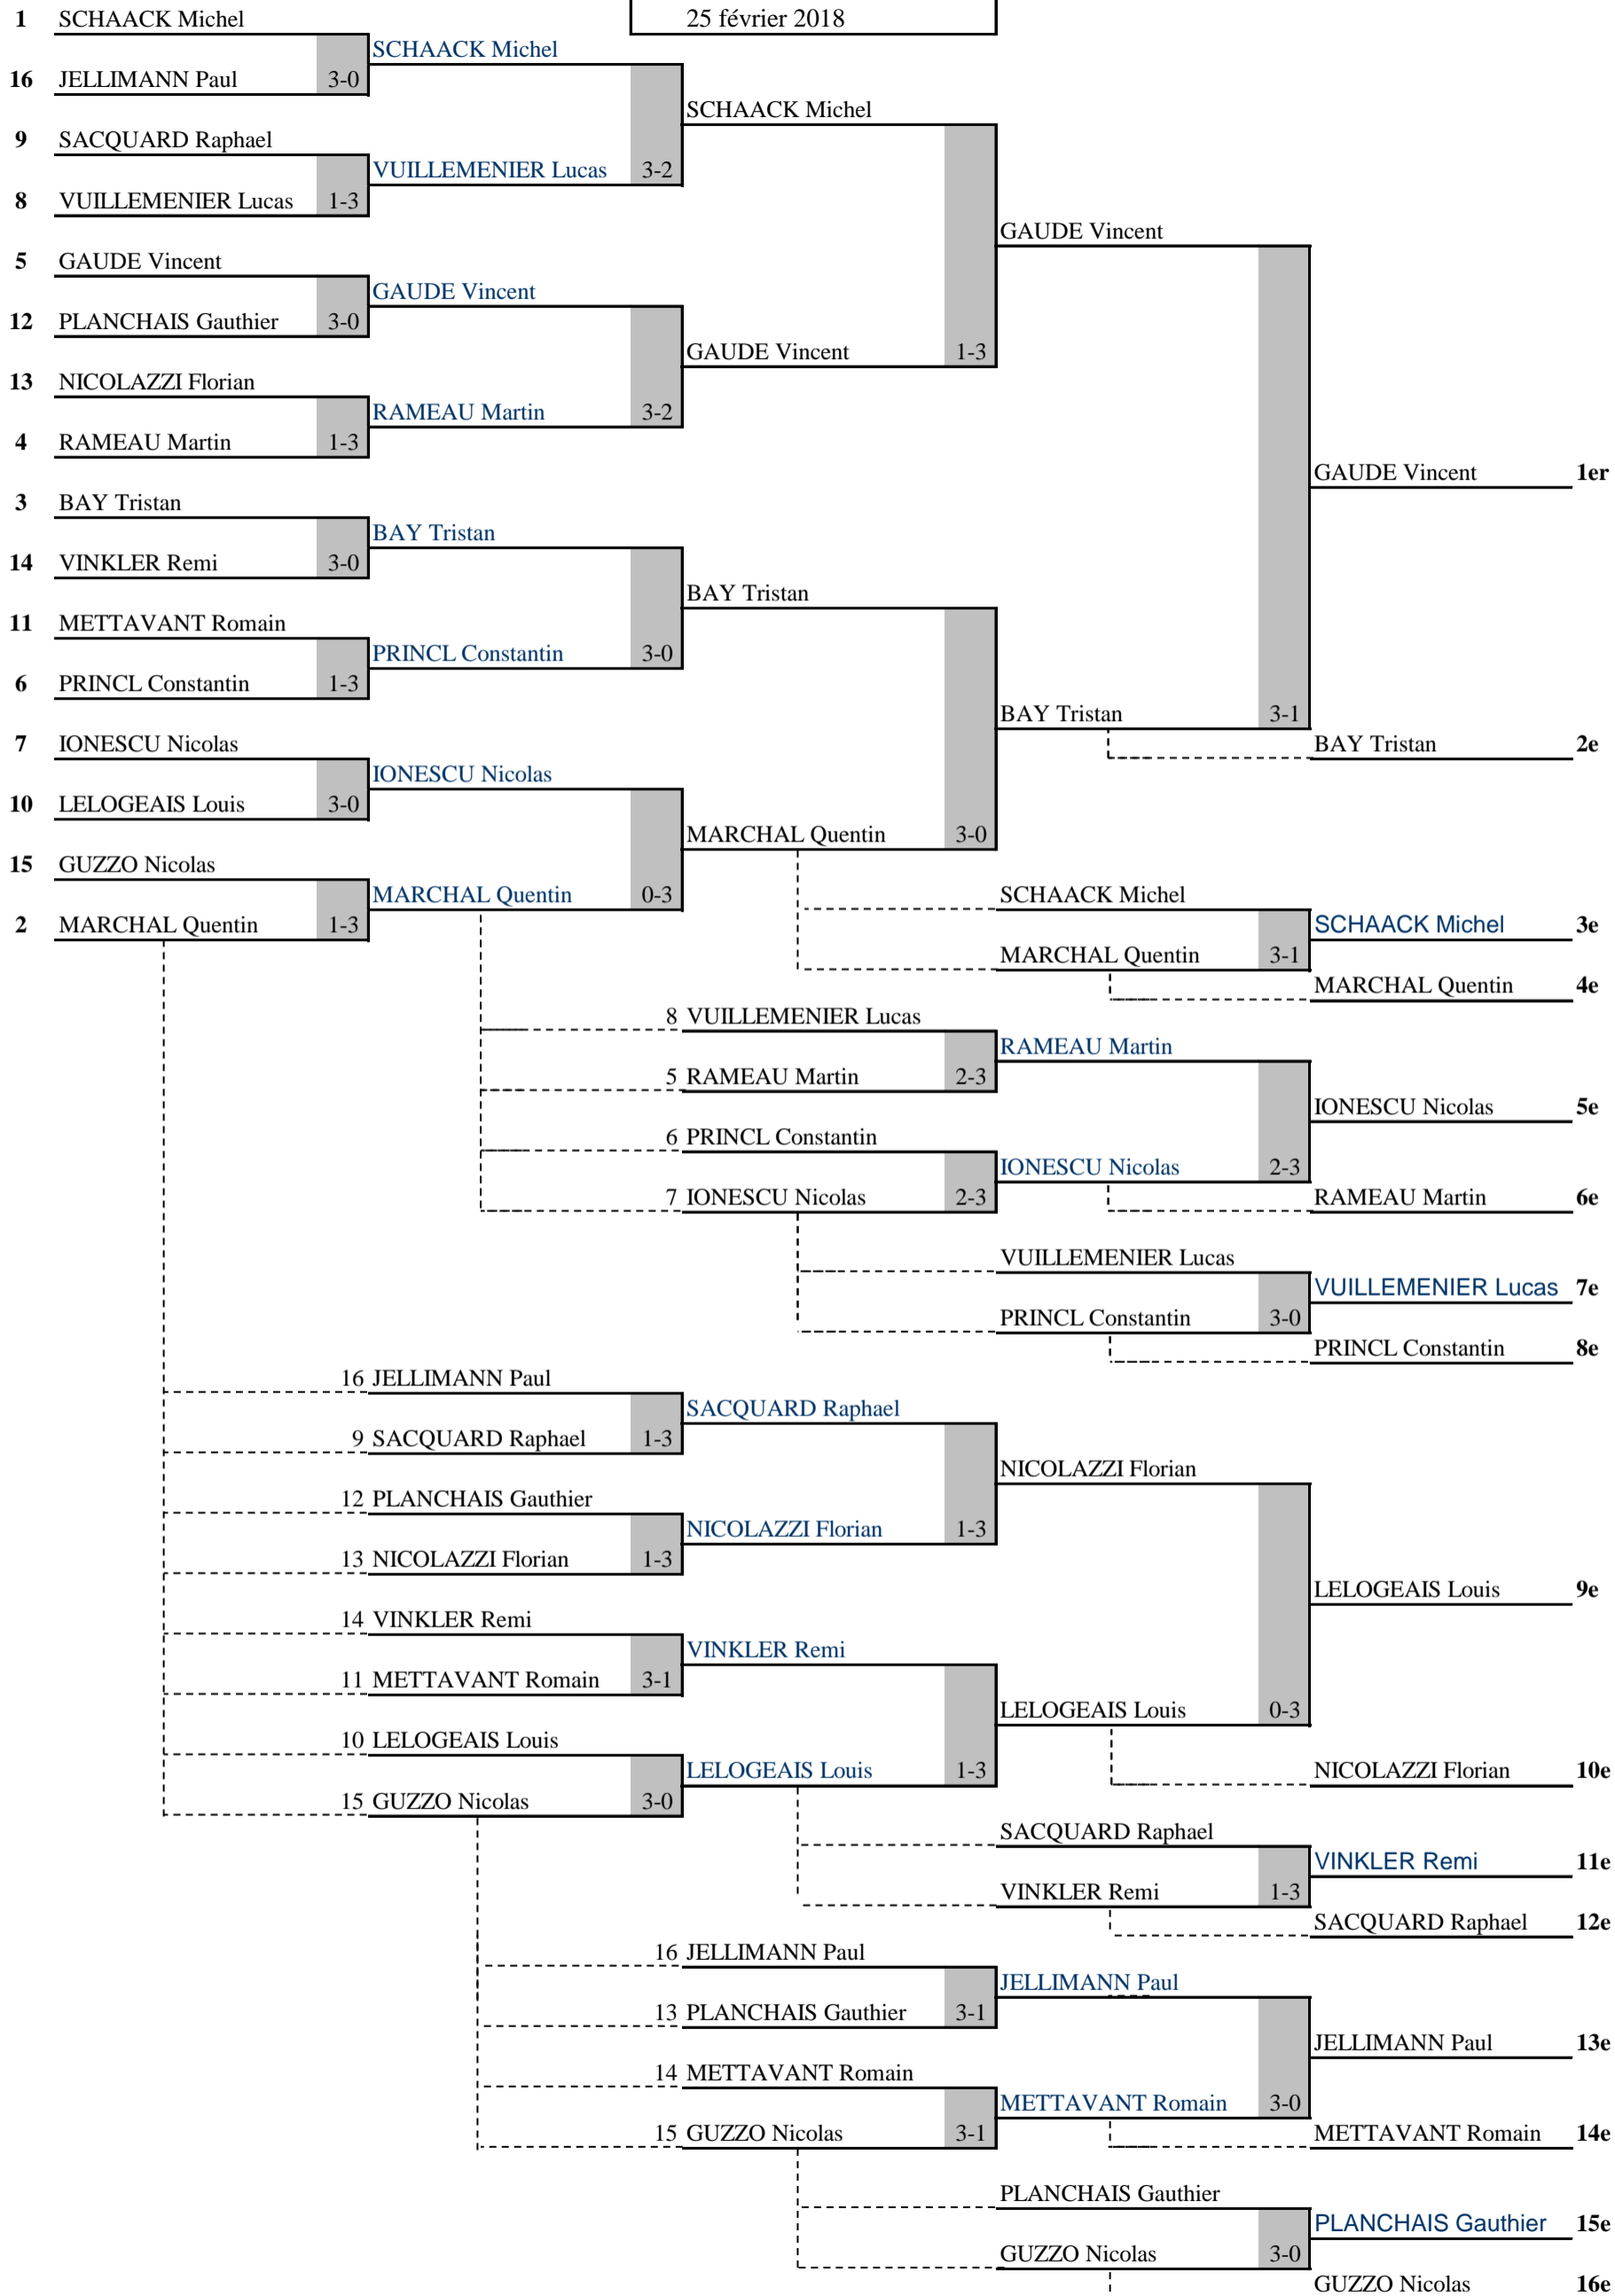 1 SCHAACK Michel 25 février 2018
SCHAACK Michel
16 JELLIMANN Paul 3-0
SCHAACK Michel
9 SACQUARD Raphael
VUILLEMENIER Lucas 3-2
8 VUILLEMENIER Lucas 1-3
GAUDE Vincent
5 GAUDE Vincent
GAUDE Vincent
12 PLANCHAIS Gauthier 3-0
GAUDE Vincent 1-3
13 NICOLAZZI Florian
RAMEAU Martin 3-2
4 RAMEAU Martin 1-3
GAUDE Vincent 1er
3 BAY Tristan
BAY Tristan
14 VINKLER Remi 3-0
BAY Tristan
11 METTAVANT Romain
PRINCL Constantin 3-0
6 PRINCL Constantin 1-3
BAY Tristan 3-1
7 IONESCU Nicolas BAY Tristan 2e
IONESCU Nicolas
10 LELOGEAIS Louis 3-0
MARCHAL Quentin 3-0
15 GUZZO Nicolas
MARCHAL Quentin 0-3 SCHAACK Michel
2 MARCHAL Quentin 1-3 SCHAACK Michel 3e
MARCHAL Quentin 3-1
MARCHAL Quentin 4e
8 VUILLEMENIER Lucas
RAMEAU Martin
5 RAMEAU Martin 2-3
IONESCU Nicolas 5e
6 PRINCL Constantin
IONESCU Nicolas 2-3
7 IONESCU Nicolas 2-3 RAMEAU Martin 6e
VUILLEMENIER Lucas
VUILLEMENIER Lucas 7e
PRINCL Constantin 3-0
PRINCL Constantin 8e
16 JELLIMANN Paul
SACQUARD Raphael
9 SACQUARD Raphael 1-3
NICOLAZZI Florian
12 PLANCHAIS Gauthier
NICOLAZZI Florian 1-3
13 NICOLAZZI Florian 1-3
LELOGEAIS Louis 9e
14 VINKLER Remi
VINKLER Remi
11 METTAVANT Romain 3-1
LELOGEAIS Louis 0-3
10 LELOGEAIS Louis
LELOGEAIS Louis 1-3 NICOLAZZI Florian 10e
15 GUZZO Nicolas 3-0
SACQUARD Raphael
VINKLER Remi 11e
VINKLER Remi 1-3
SACQUARD Raphael 12e
16 JELLIMANN Paul
JELLIMANN Paul
13 PLANCHAIS Gauthier 3-1
JELLIMANN Paul 13e
14 METTAVANT Romain
METTAVANT Romain 3-0
15 GUZZO Nicolas 3-1 METTAVANT Romain 14e
PLANCHAIS Gauthier
PLANCHAIS Gauthier 15e
GUZZO Nicolas 3-0
GUZZO Nicolas 16e